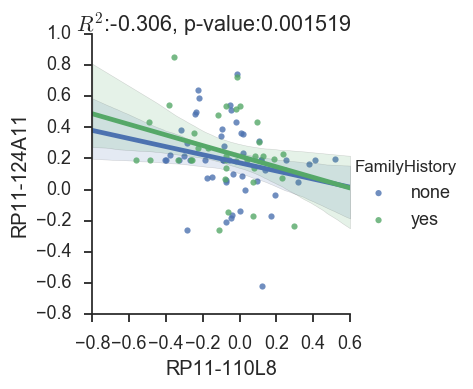 R²:-0.306, p-value:0.001519
1.0
0.8
0.6
0.4
0.2
0.0
−0.2
−0.4
−0.6
−0.8
RP11-124A11
−0.8 −0.6 −0.4 −0.2 0.0 0.2 0.4 0.6
RP11-110L8
FamilyHistory
none
yes